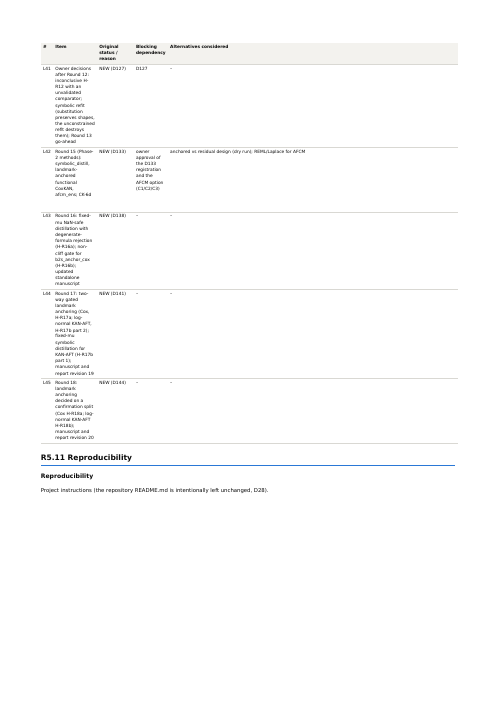 # Item Original status / reason Blocking dependency Alternatives considered
L41 Owner decisions after Round 12: inconclusive H-R12 with an unvalidated comparator; symbolic refit (substitution preserves shapes, the unconstrained refit destroys them); Round 13 go-ahead NEW (D127) D127 –
L42 Round 15 (Phase-2 methods): symbolic_distill, landmark-anchored functional CoxKAN, afcm_ens; CK-6d NEW (D133) owner approval of the D133 registration and the AFCM option (C1/C2/C3) anchored vs residual design (dry run); REML/Laplace for AFCM
L43 Round 16: fixed-mu NaN-safe distillation with degenerate-formula rejection (H-R16a); non-cliff gate for b2s_anchor_cox (H-R16b); updated standalone manuscript NEW (D138) – –
L44 Round 17: two-way gated landmark anchoring (Cox, H-R17a; log-normal KAN-AFT, H-R17b part 2); fixed-mu symbolic distillation for KAN-AFT (H-R17b part 1); manuscript and report revision 19 NEW (D141) – –
L45 Round 18: landmark anchoring decided on a confirmation split (Cox H-R18a; log-normal KAN-AFT H-R18b); manuscript and report revision 20 NEW (D144) – –
R5.11 Reproducibility
Reproducibility
Project instructions (the repository README.md is intentionally left unchanged, D28).